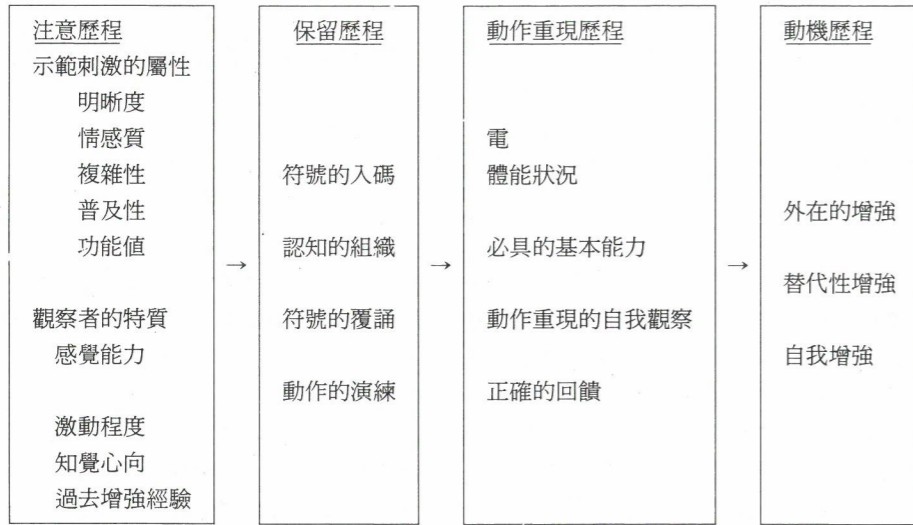 注意歷程
示範刺激的屬性
明晰度
情感質
複雜性
普及性
功能值
觀察者的特質
感覺能力
激動程度
知覺心向
過去增強經驗
→
保留歷程
符號的入碼
認知的組織
符號的覆誦
動作的演練
→
動作重現歷程
電
體能狀況
必具的基本能力
動作重現的自我觀察
正確的回饋
→
動機歷程
外在的增強
替代性增強
自我增強